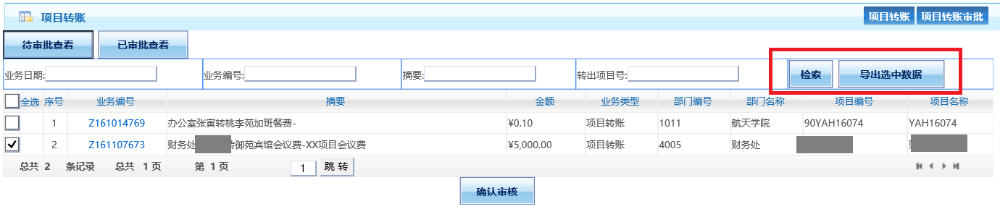 项目转账 项目转账 项目转账审批
待审批查看 已审批查看
业务日期: 业务编号: 摘要: 转出项目号: 检索 导出选中数据
全选 序号 业务编号 摘要 金额 业务类型 部门编号 部门名称 项目编号 项目名称
1 Z161014769 办公室张寅转桃李苑加班餐费- ¥0.10 项目转账 1011 航天学院 90YAH16074 YAH16074
2 Z161107673 财务处 御苑宾馆会议费-XX项目会议费 ¥5,000.00 项目转账 4005 财务处
总共 2 条记录 总共 1 页 第 1 页 1 跳 转
确认审核